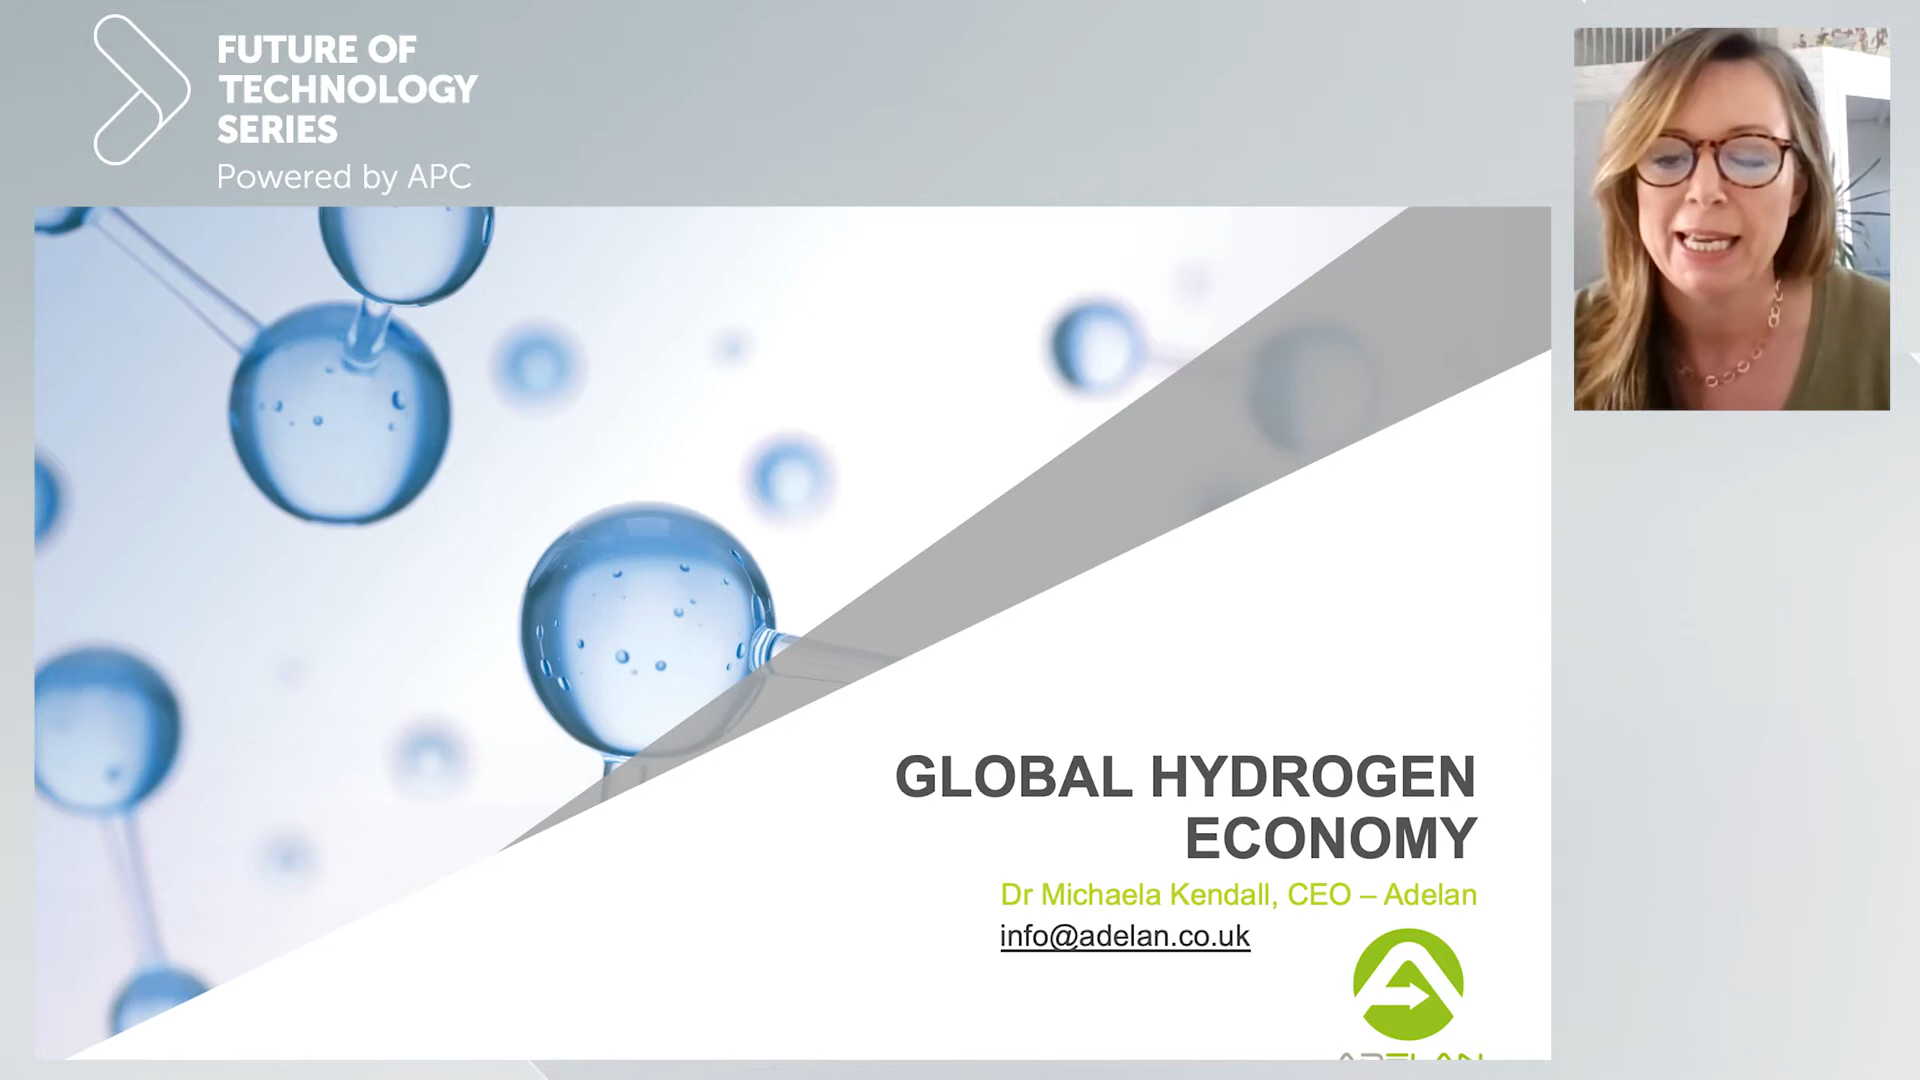 FUTURE OF
TECHNOLOGY
SERIES
Powered by APC
GLOBAL HYDROGEN
ECONOMY
Dr Michaela Kendall, CEO – Adelan
info@adelan.co.uk
ADELAN